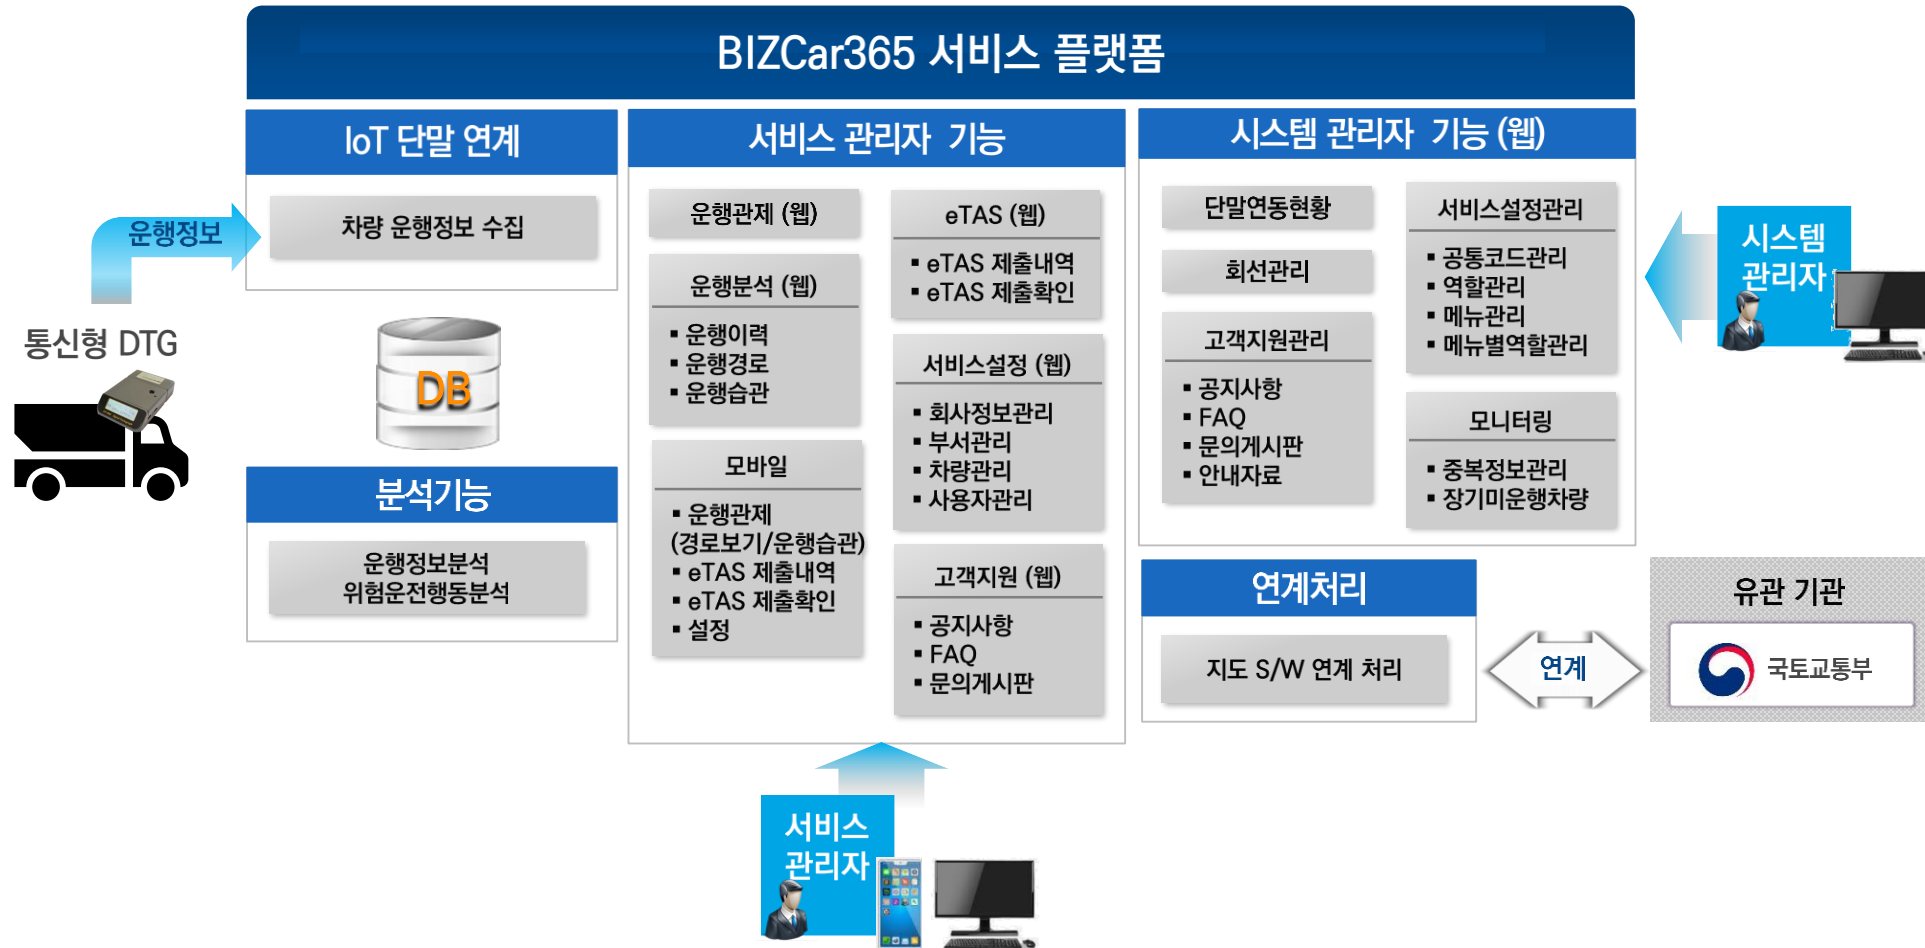 BIZCar365 서비스 플랫폼
IoT 단말 연계
차량 운행정보 수집
운행정보
통신형 DTG
DB
분석기능
운행정보분석
위험운전행동분석
서비스 관리자 기능
운행관제 (웹)
운행분석 (웹)
▪ 운행이력
▪ 운행경로
▪ 운행습관
모바일
▪ 운행관제
(경로보기/운행습관)
▪ eTAS 제출내역
▪ eTAS 제출확인
▪ 설정
eTAS (웹)
▪ eTAS 제출내역
▪ eTAS 제출확인
서비스설정 (웹)
▪ 회사정보관리
▪ 부서관리
▪ 차량관리
▪ 사용자관리
고객지원 (웹)
▪ 공지사항
▪ FAQ
▪ 문의게시판
시스템 관리자 기능 (웹)
단말연동현황
회선관리
고객지원관리
▪ 공지사항
▪ FAQ
▪ 문의게시판
▪ 안내자료
서비스설정관리
▪ 공통코드관리
▪ 역할관리
▪ 메뉴관리
▪ 메뉴별역할관리
모니터링
▪ 중복정보관리
▪ 장기미운행차량
시스템
관리자
연계처리
지도 S/W 연계 처리
연계
유관 기관
국토교통부
서비스
관리자